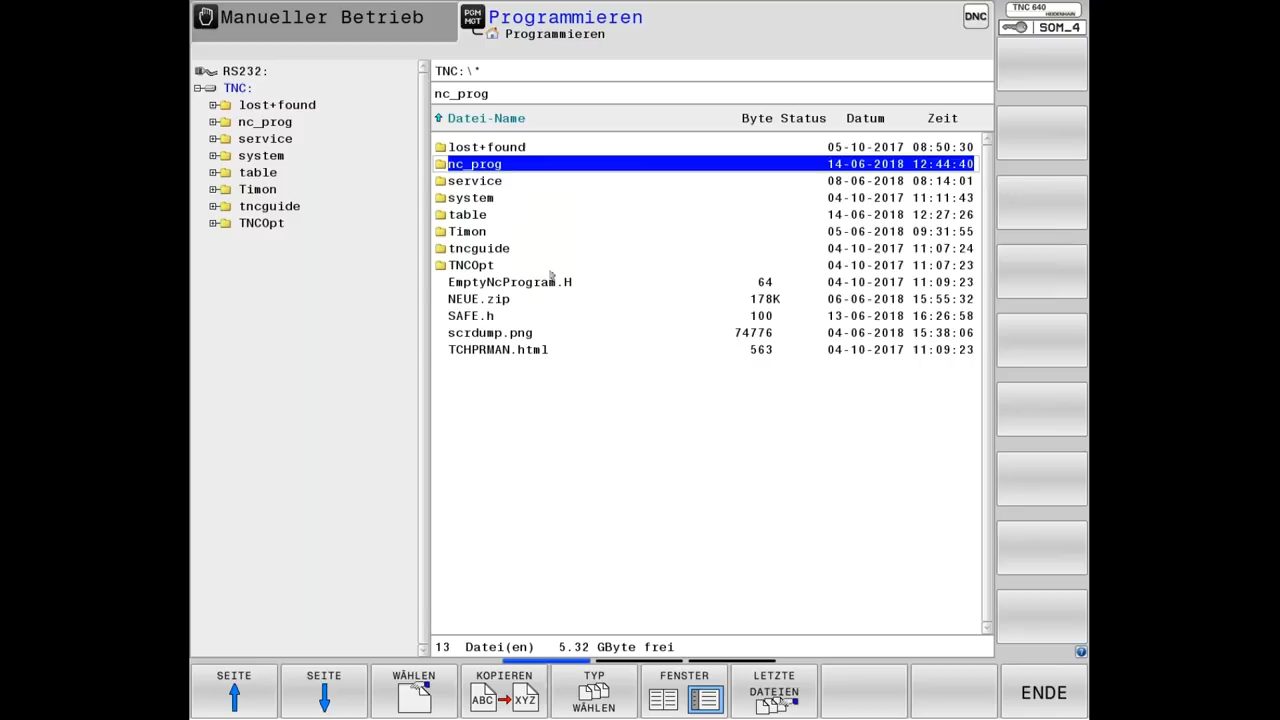 Manueller Betrieb
PGM MGT
Programmieren
Programmieren
DNC
TNC 640
HEIDENHAIN
SOM_4
RS232:
TNC:
lost+found
nc_prog
service
system
table
Timon
tncguide
TNCOpt
TNC:\*
nc_prog
Datei-Name Byte Status Datum Zeit
lost+found 05-10-2017 08:50:30
nc_prog 14-06-2018 12:44:40
service 08-06-2018 08:14:01
system 04-10-2017 11:11:43
table 14-06-2018 12:27:26
Timon 05-06-2018 09:31:55
tncguide 04-10-2017 11:07:24
TNCOpt 04-10-2017 11:07:23
EmptyNcProgram.H 64 04-10-2017 11:09:23
NEUE.zip 178K 06-06-2018 15:55:32
SAFE.h 100 13-06-2018 16:26:58
scrdump.png 74776 04-06-2018 15:38:06
TCHPRMAN.html 563 04-10-2017 11:09:23
13 Datei(en) 5.32 GByte frei
SEITE
SEITE
WÄHLEN
KOPIEREN
ABC XYZ
TYP
WÄHLEN
FENSTER
LETZTE
DATEIEN
ENDE